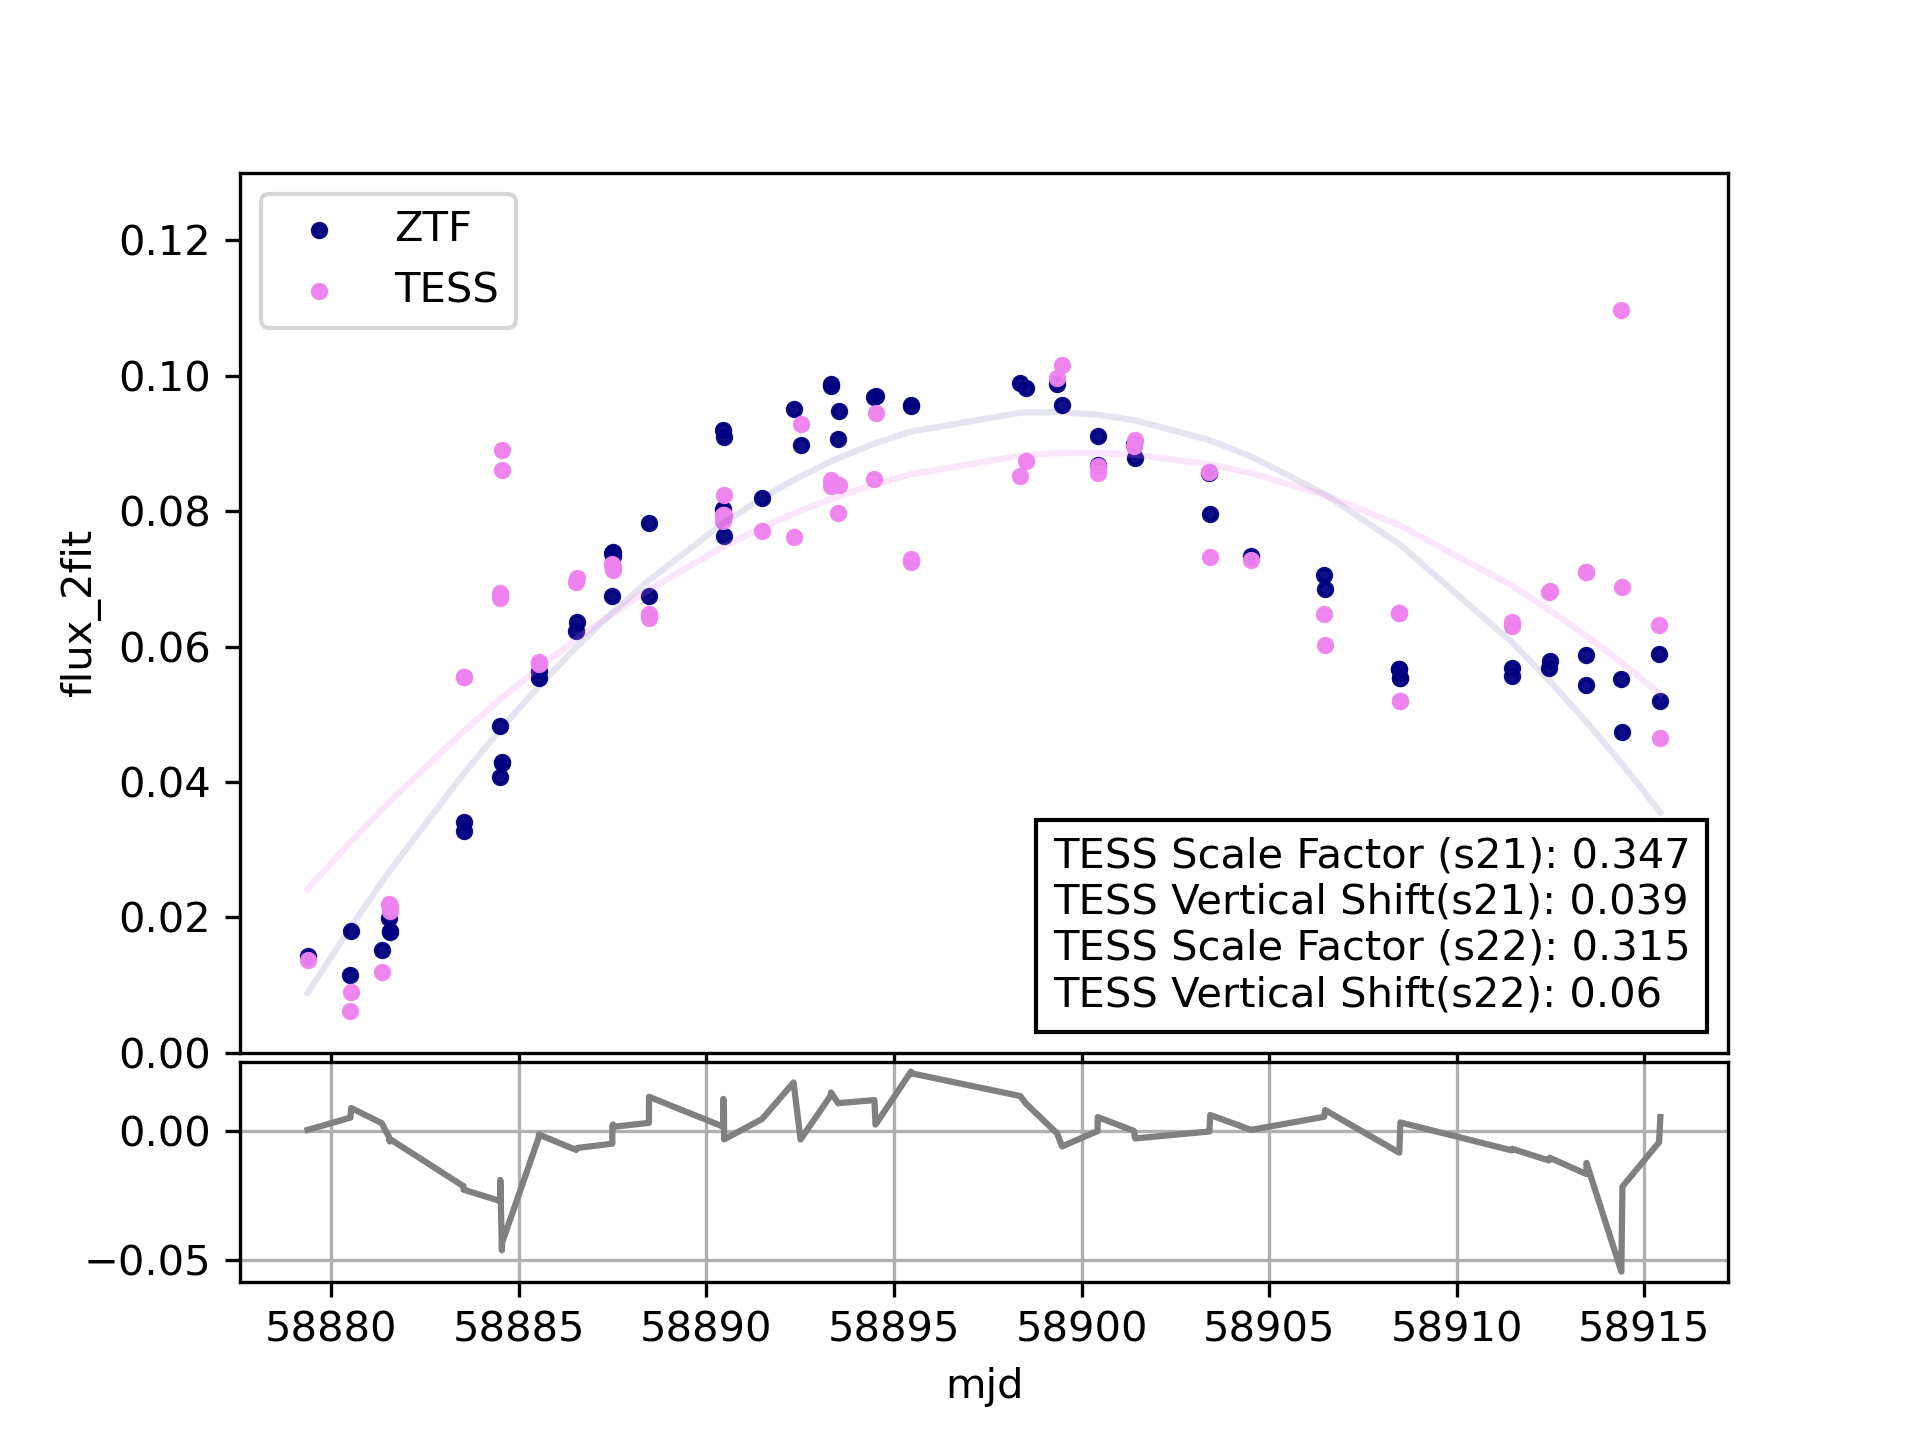 ZTF
TESS
0.12
0.10
0.08
0.06
0.04
0.02
0.00
flux_2fit
TESS Scale Factor (s21): 0.347
TESS Vertical Shift(s21): 0.039
TESS Scale Factor (s22): 0.315
TESS Vertical Shift(s22): 0.06
0.00
−0.05
58880 58885 58890 58895 58900 58905 58910 58915
mjd